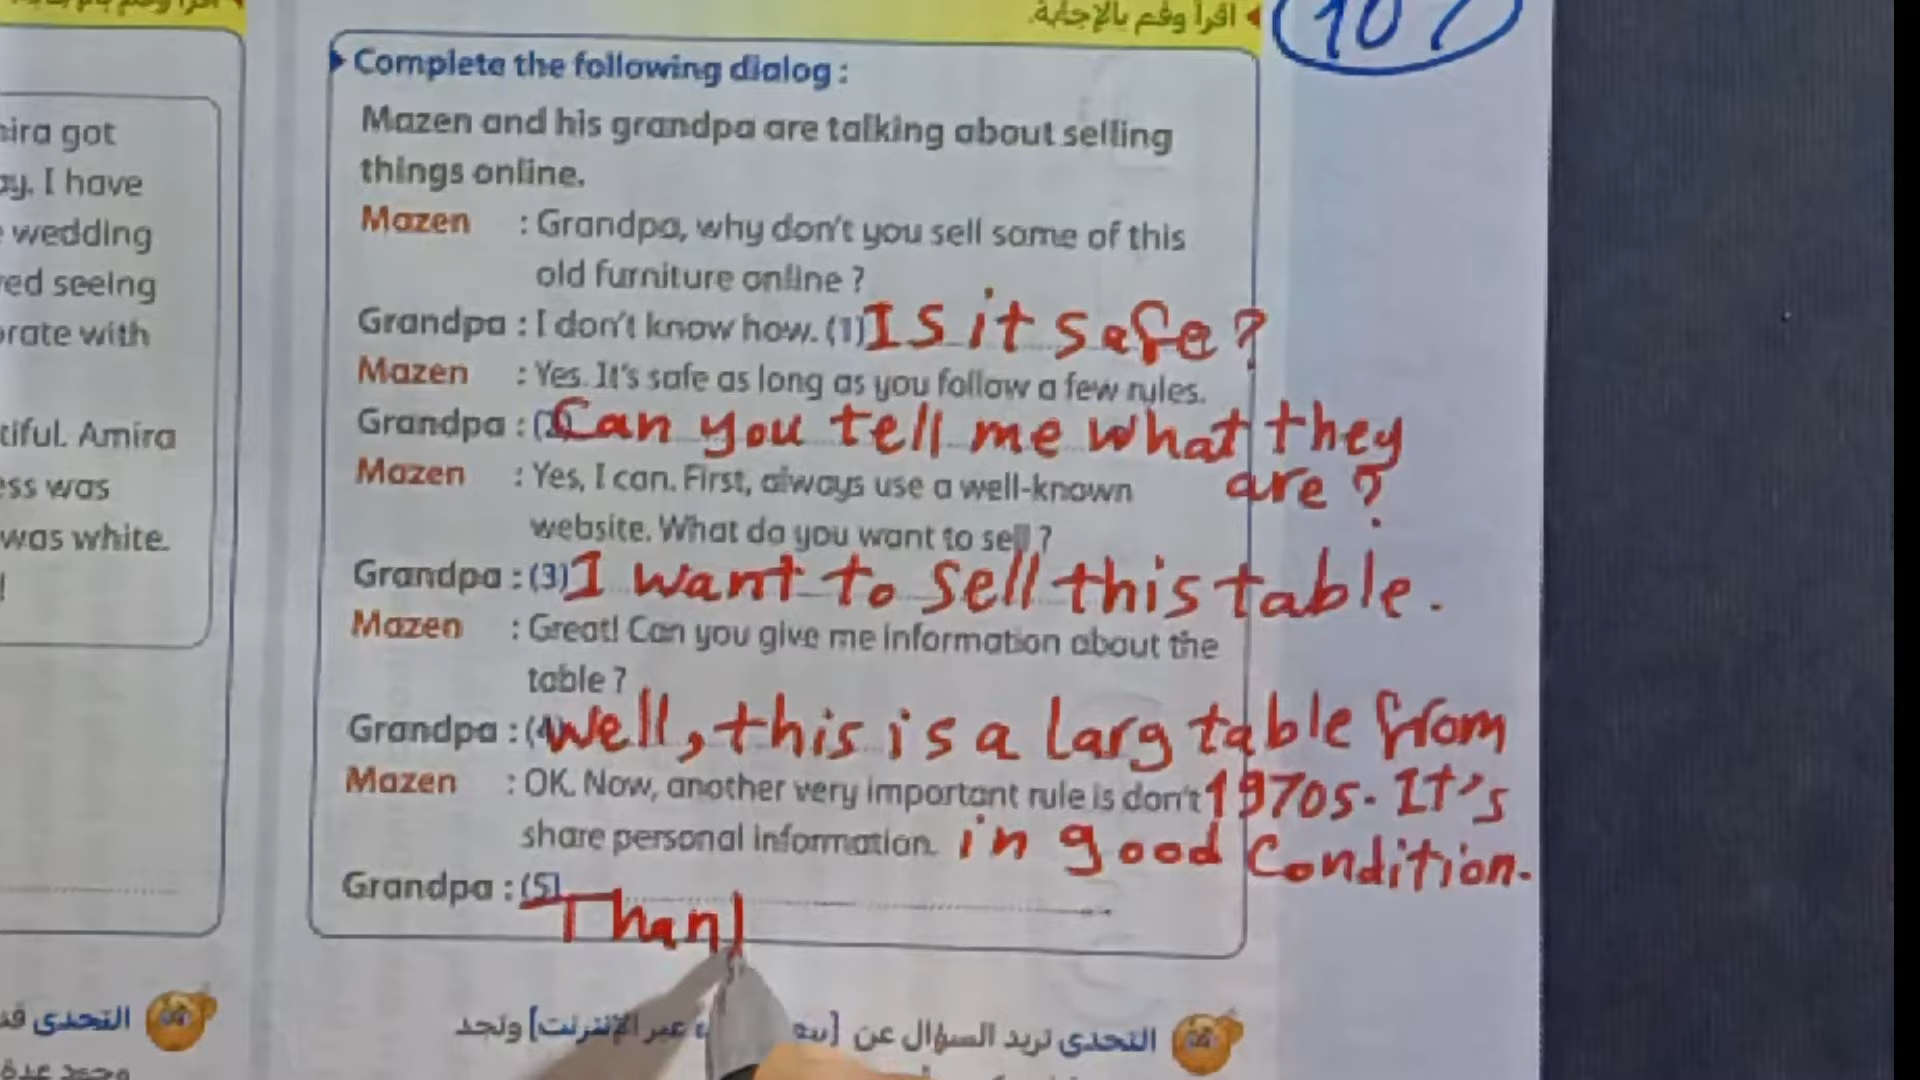 اقرأ وقم بالإجابة.
107
Complete the following dialog :
Mazen and his grandpa are talking about selling
things online.
Mazen : Grandpa, why don't you sell some of this
old furniture online ?
Grandpa : I don't know how. (1) Is it safe ?
Mazen : Yes. It's safe as long as you follow a few rules.
Grandpa : (2) Can you tell me what they
are ?
Mazen : Yes, I can. First, always use a well-known
website. What do you want to sell ?
Grandpa : (3) I want to sell this table.
Mazen : Great! Can you give me information about the
table ?
Grandpa : (4) Well, this is a larg table from
1970s. It's
in good condition.
Mazen : OK. Now, another very important rule is don't
share personal information.
Grandpa : (5) Than
التحدى تريد السؤال عن [ عبر الإنترنت] وتجد
got
I have
wedding
seeing
with
Amira
was
was white.
التحدى